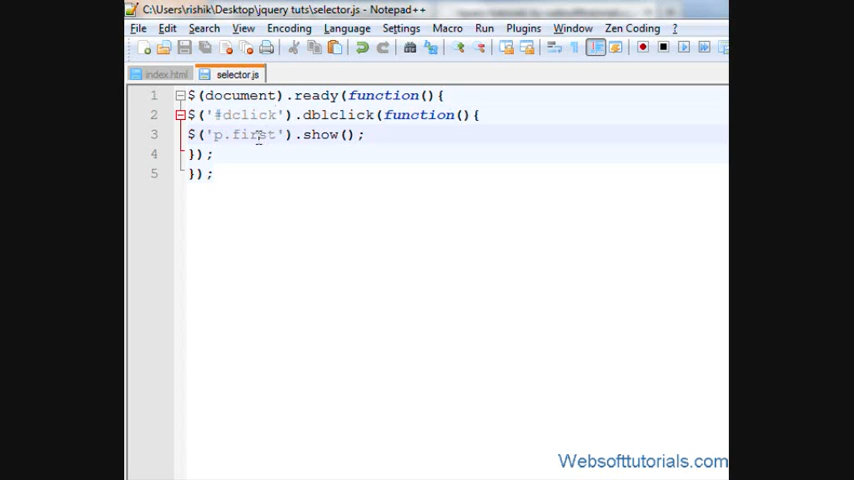 C:\Users\rishik\Desktop\jquery tuts\selector.js - Notepad++
File Edit Search View Encoding Language Settings Macro Run Plugins Window Zen Coding ?
index.html selector.js
1 $(document).ready(function(){
2 $('#dclick').dblclick(function(){
3 $('p.first').show();
4 });
5 });
Websofttutorials.com